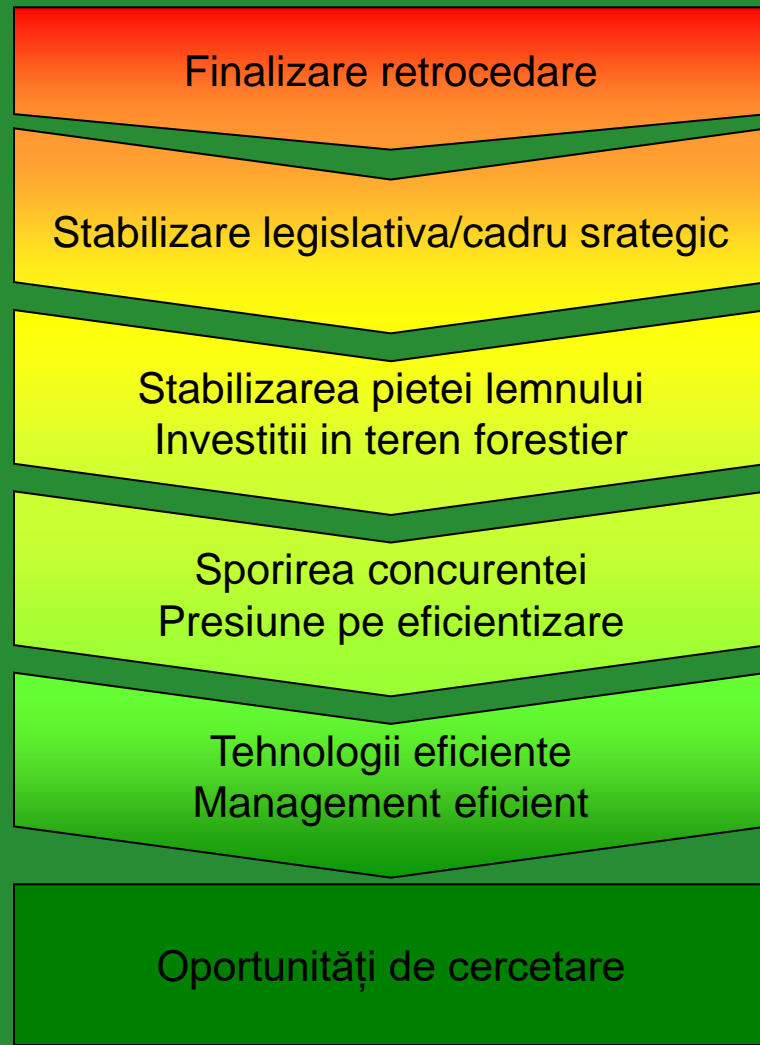 Finalizare retrocedare
Stabilizare legislativa/cadru srategic
Stabilizarea pietei lemnului
Investitii in teren forestier
Sporirea concurentei
Presiune pe eficientizare
Tehnologii eficiente
Management eficient
Oportunități de cercetare